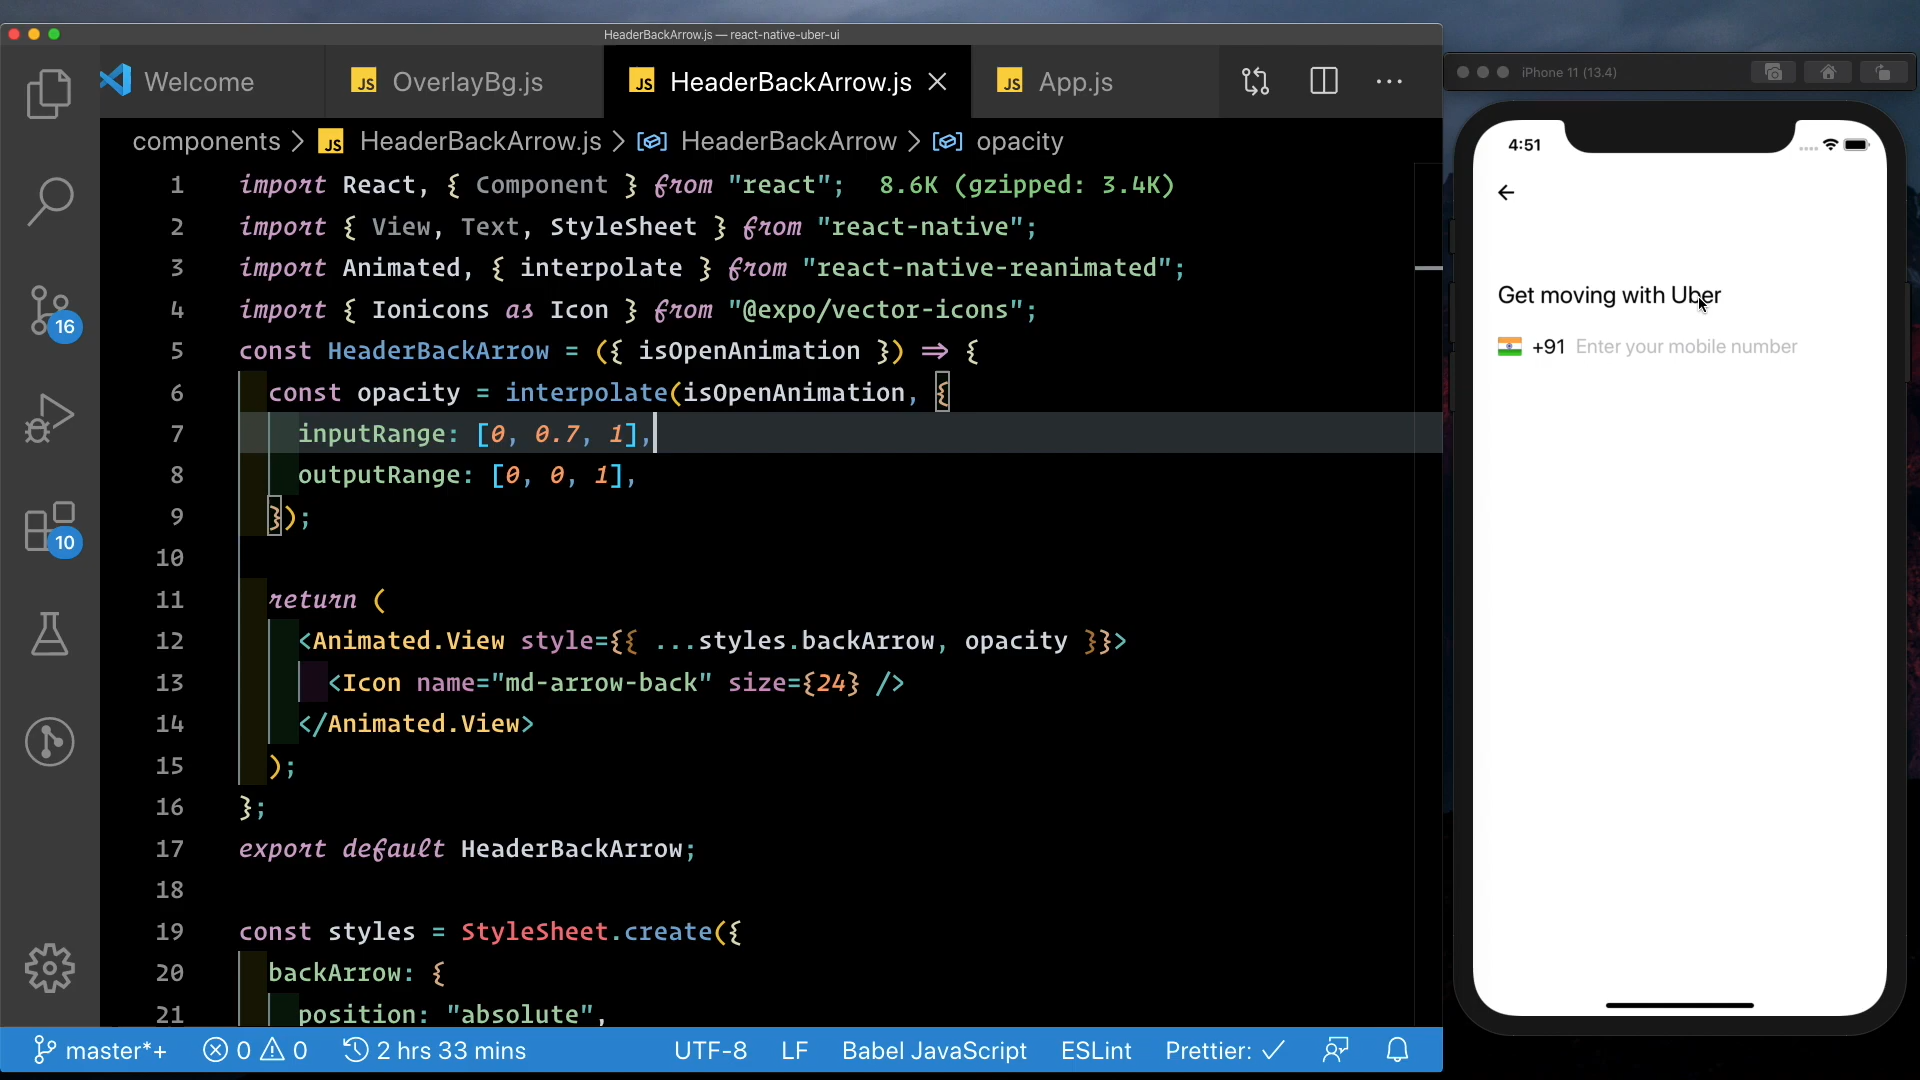 HeaderBackArrow.js — react-native-uber-ui
Welcome
JS OverlayBg.js
JS HeaderBackArrow.js
JS App.js
components > JS HeaderBackArrow.js > HeaderBackArrow > opacity
1 import React, { Component } from "react"; 8.6K (gzipped: 3.4K)
2 import { View, Text, StyleSheet } from "react-native";
3 import Animated, { interpolate } from "react-native-reanimated";
4 import { Ionicons as Icon } from "@expo/vector-icons";
5 const HeaderBackArrow = ({ isOpenAnimation }) => {
6 const opacity = interpolate(isOpenAnimation, {
7 inputRange: [0, 0.7, 1],
8 outputRange: [0, 0, 1],
9 });
10
11 return (
12 <Animated.View style={{ ...styles.backArrow, opacity }}>
13 <Icon name="md-arrow-back" size={24} />
14 </Animated.View>
15 );
16 };
17 export default HeaderBackArrow;
18
19 const styles = StyleSheet.create({
20 backArrow: {
21 position: "absolute",
16
10
master*+
0
0
2 hrs 33 mins
UTF-8
LF
Babel JavaScript
ESLint
Prettier: ✓
iPhone 11 (13.4)
4:51
Get moving with Uber
+91 Enter your mobile number